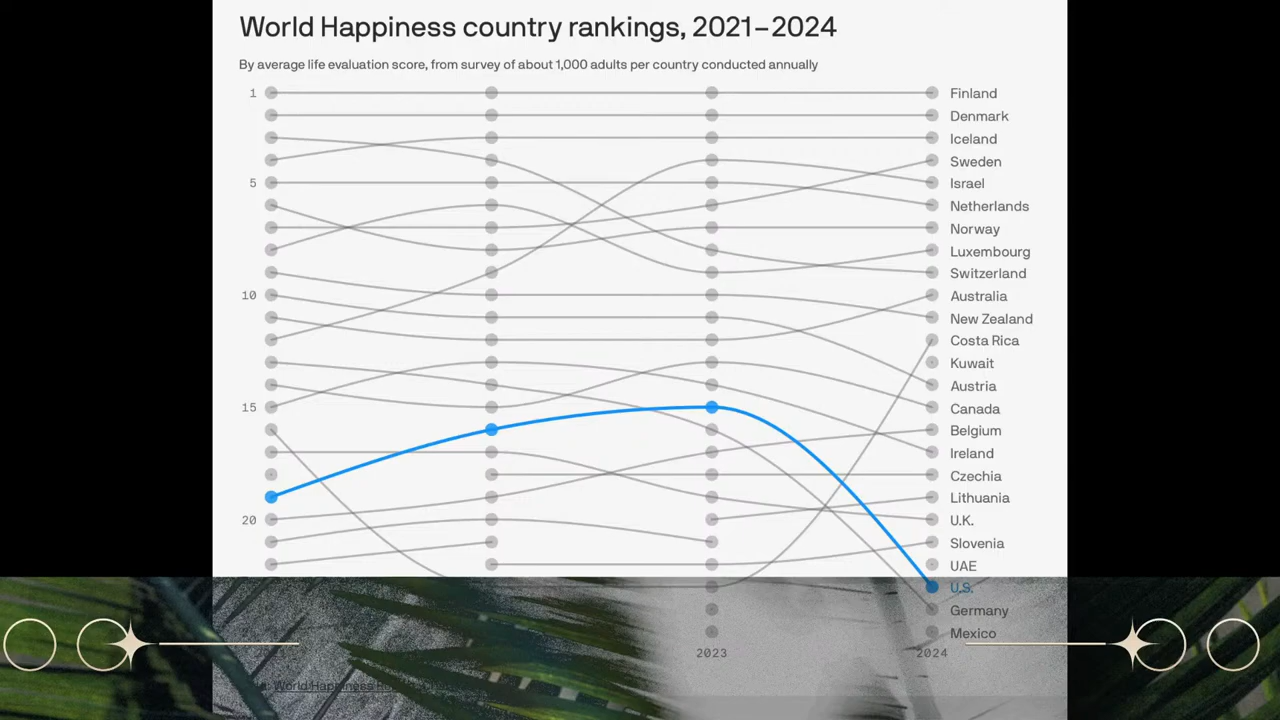 World Happiness country rankings, 2021–2024
By average life evaluation score, from survey of about 1,000 adults per country conducted annually
1
5
10
15
20
Finland
Denmark
Iceland
Sweden
Israel
Netherlands
Norway
Luxembourg
Switzerland
Australia
New Zealand
Costa Rica
Kuwait
Austria
Canada
Belgium
Ireland
Czechia
Lithuania
U.K.
Slovenia
UAE
U.S.
Germany
Mexico
2023
2024
World Happiness